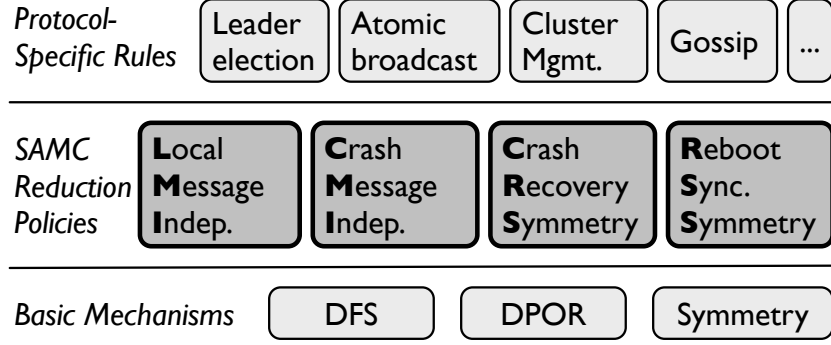 Protocol-
Specific Rules
Leader
election
Atomic
broadcast
Cluster
Mgmt.
Gossip
...
SAMC
Reduction
Policies
Local
Message
Indep.
Crash
Message
Indep.
Crash
Recovery
Symmetry
Reboot
Sync.
Symmetry
Basic Mechanisms
DFS
DPOR
Symmetry